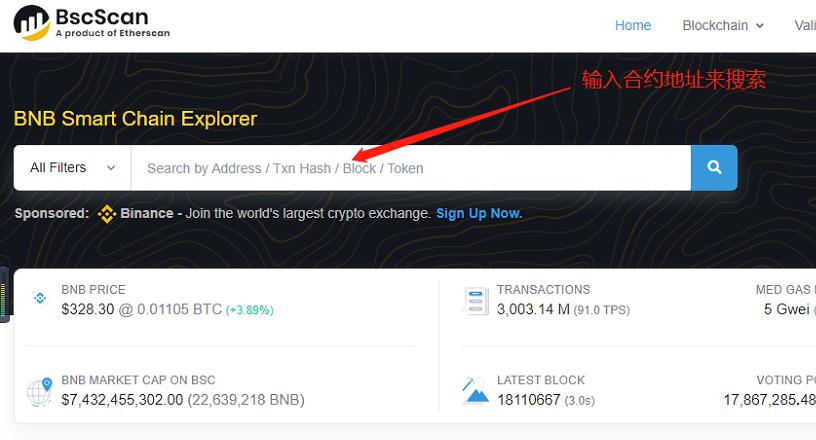 BscScan
A product of Etherscan
Home
Blockchain
Vali
输入合约地址来搜索
BNB Smart Chain Explorer
All Filters
Search by Address / Txn Hash / Block / Token
Sponsored: Binance - Join the world's largest crypto exchange. Sign Up Now.
BNB PRICE
$328.30 @ 0.01105 BTC (+3.89%)
TRANSACTIONS
3,003.14 M (91.0 TPS)
MED GAS
5 Gwei (
BNB MARKET CAP ON BSC
$7,432,455,302.00 (22,639,218 BNB)
LATEST BLOCK
18110667 (3.0s)
VOTING PO
17,867,285.48